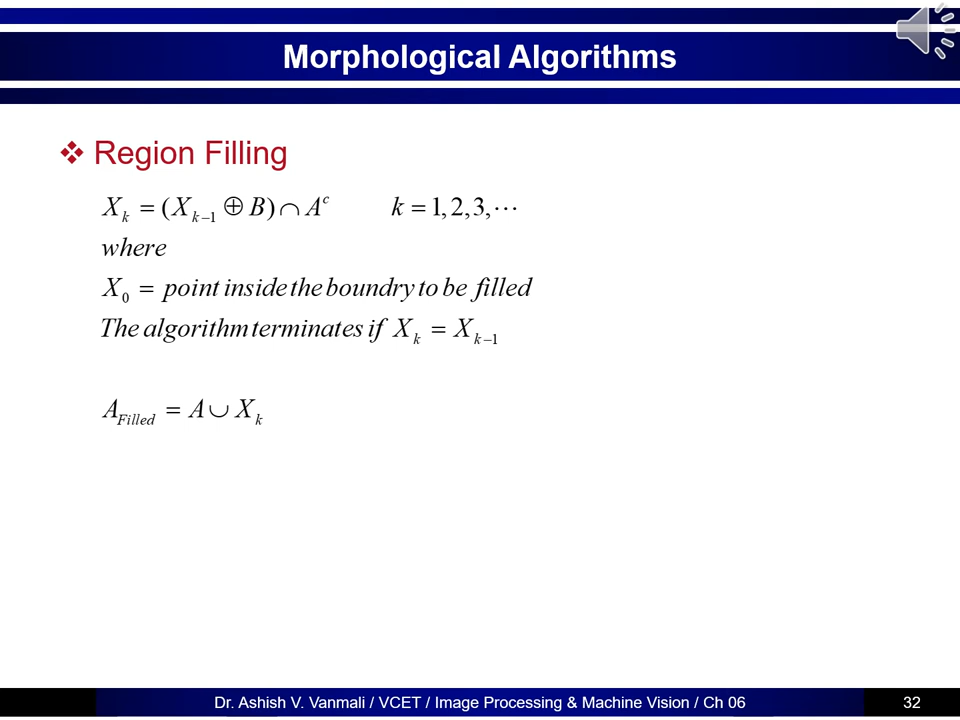 Morphological Algorithms
❖ Region Filling
X_k = (X_{k−1} ⊕ B) ∩ A^c k = 1, 2, 3, ⋯
where
X_0 = point inside the boundry to be filled
The algorithm terminates if X_k = X_{k−1}
A_{Filled} = A ∪ X_k
Dr. Ashish V. Vanmali / VCET / Image Processing & Machine Vision / Ch 06 32